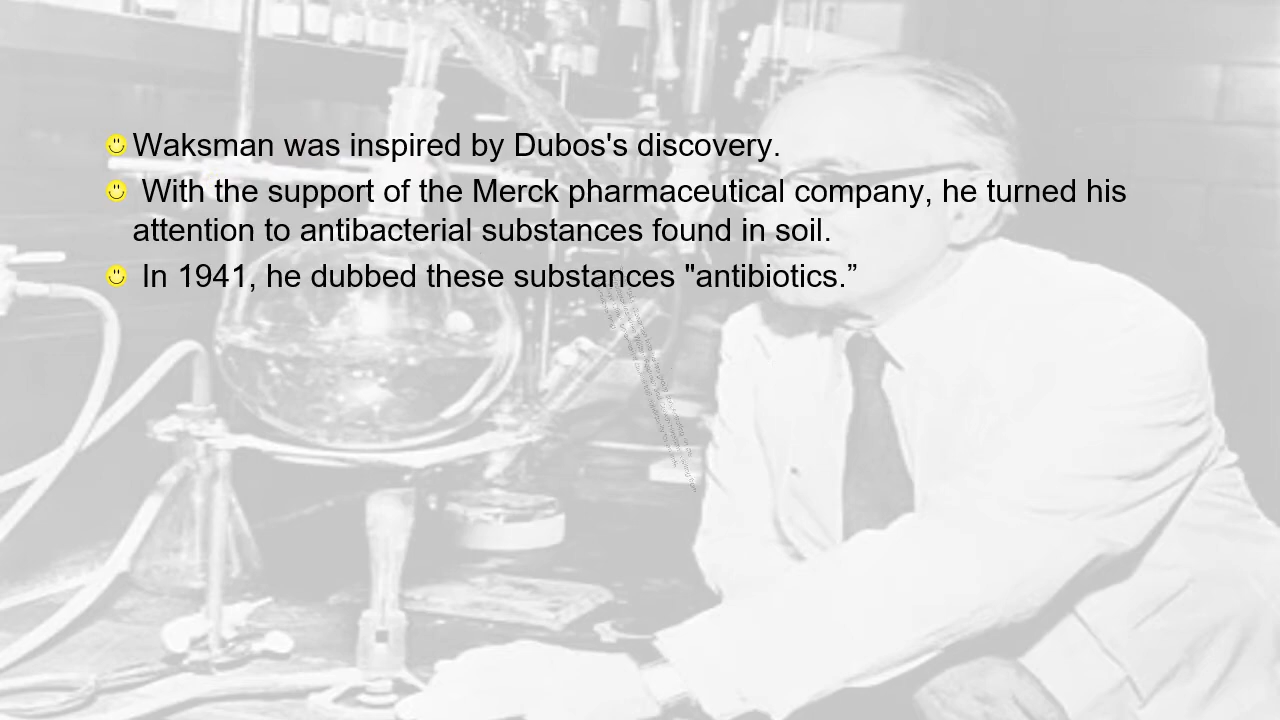 Waksman was inspired by Dubos's discovery.
With the support of the Merck pharmaceutical company, he turned his
attention to antibacterial substances found in soil.
In 1941, he dubbed these substances "antibiotics.”